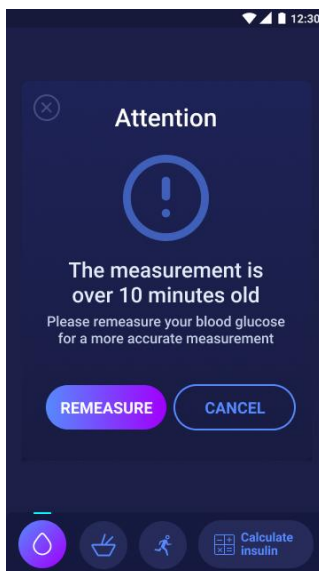 12:30
Attention
The measurement is
over 10 minutes old
Please remeasure your blood glucose
for a more accurate measurement
REMEASURE
CANCEL
Calculate
insulin